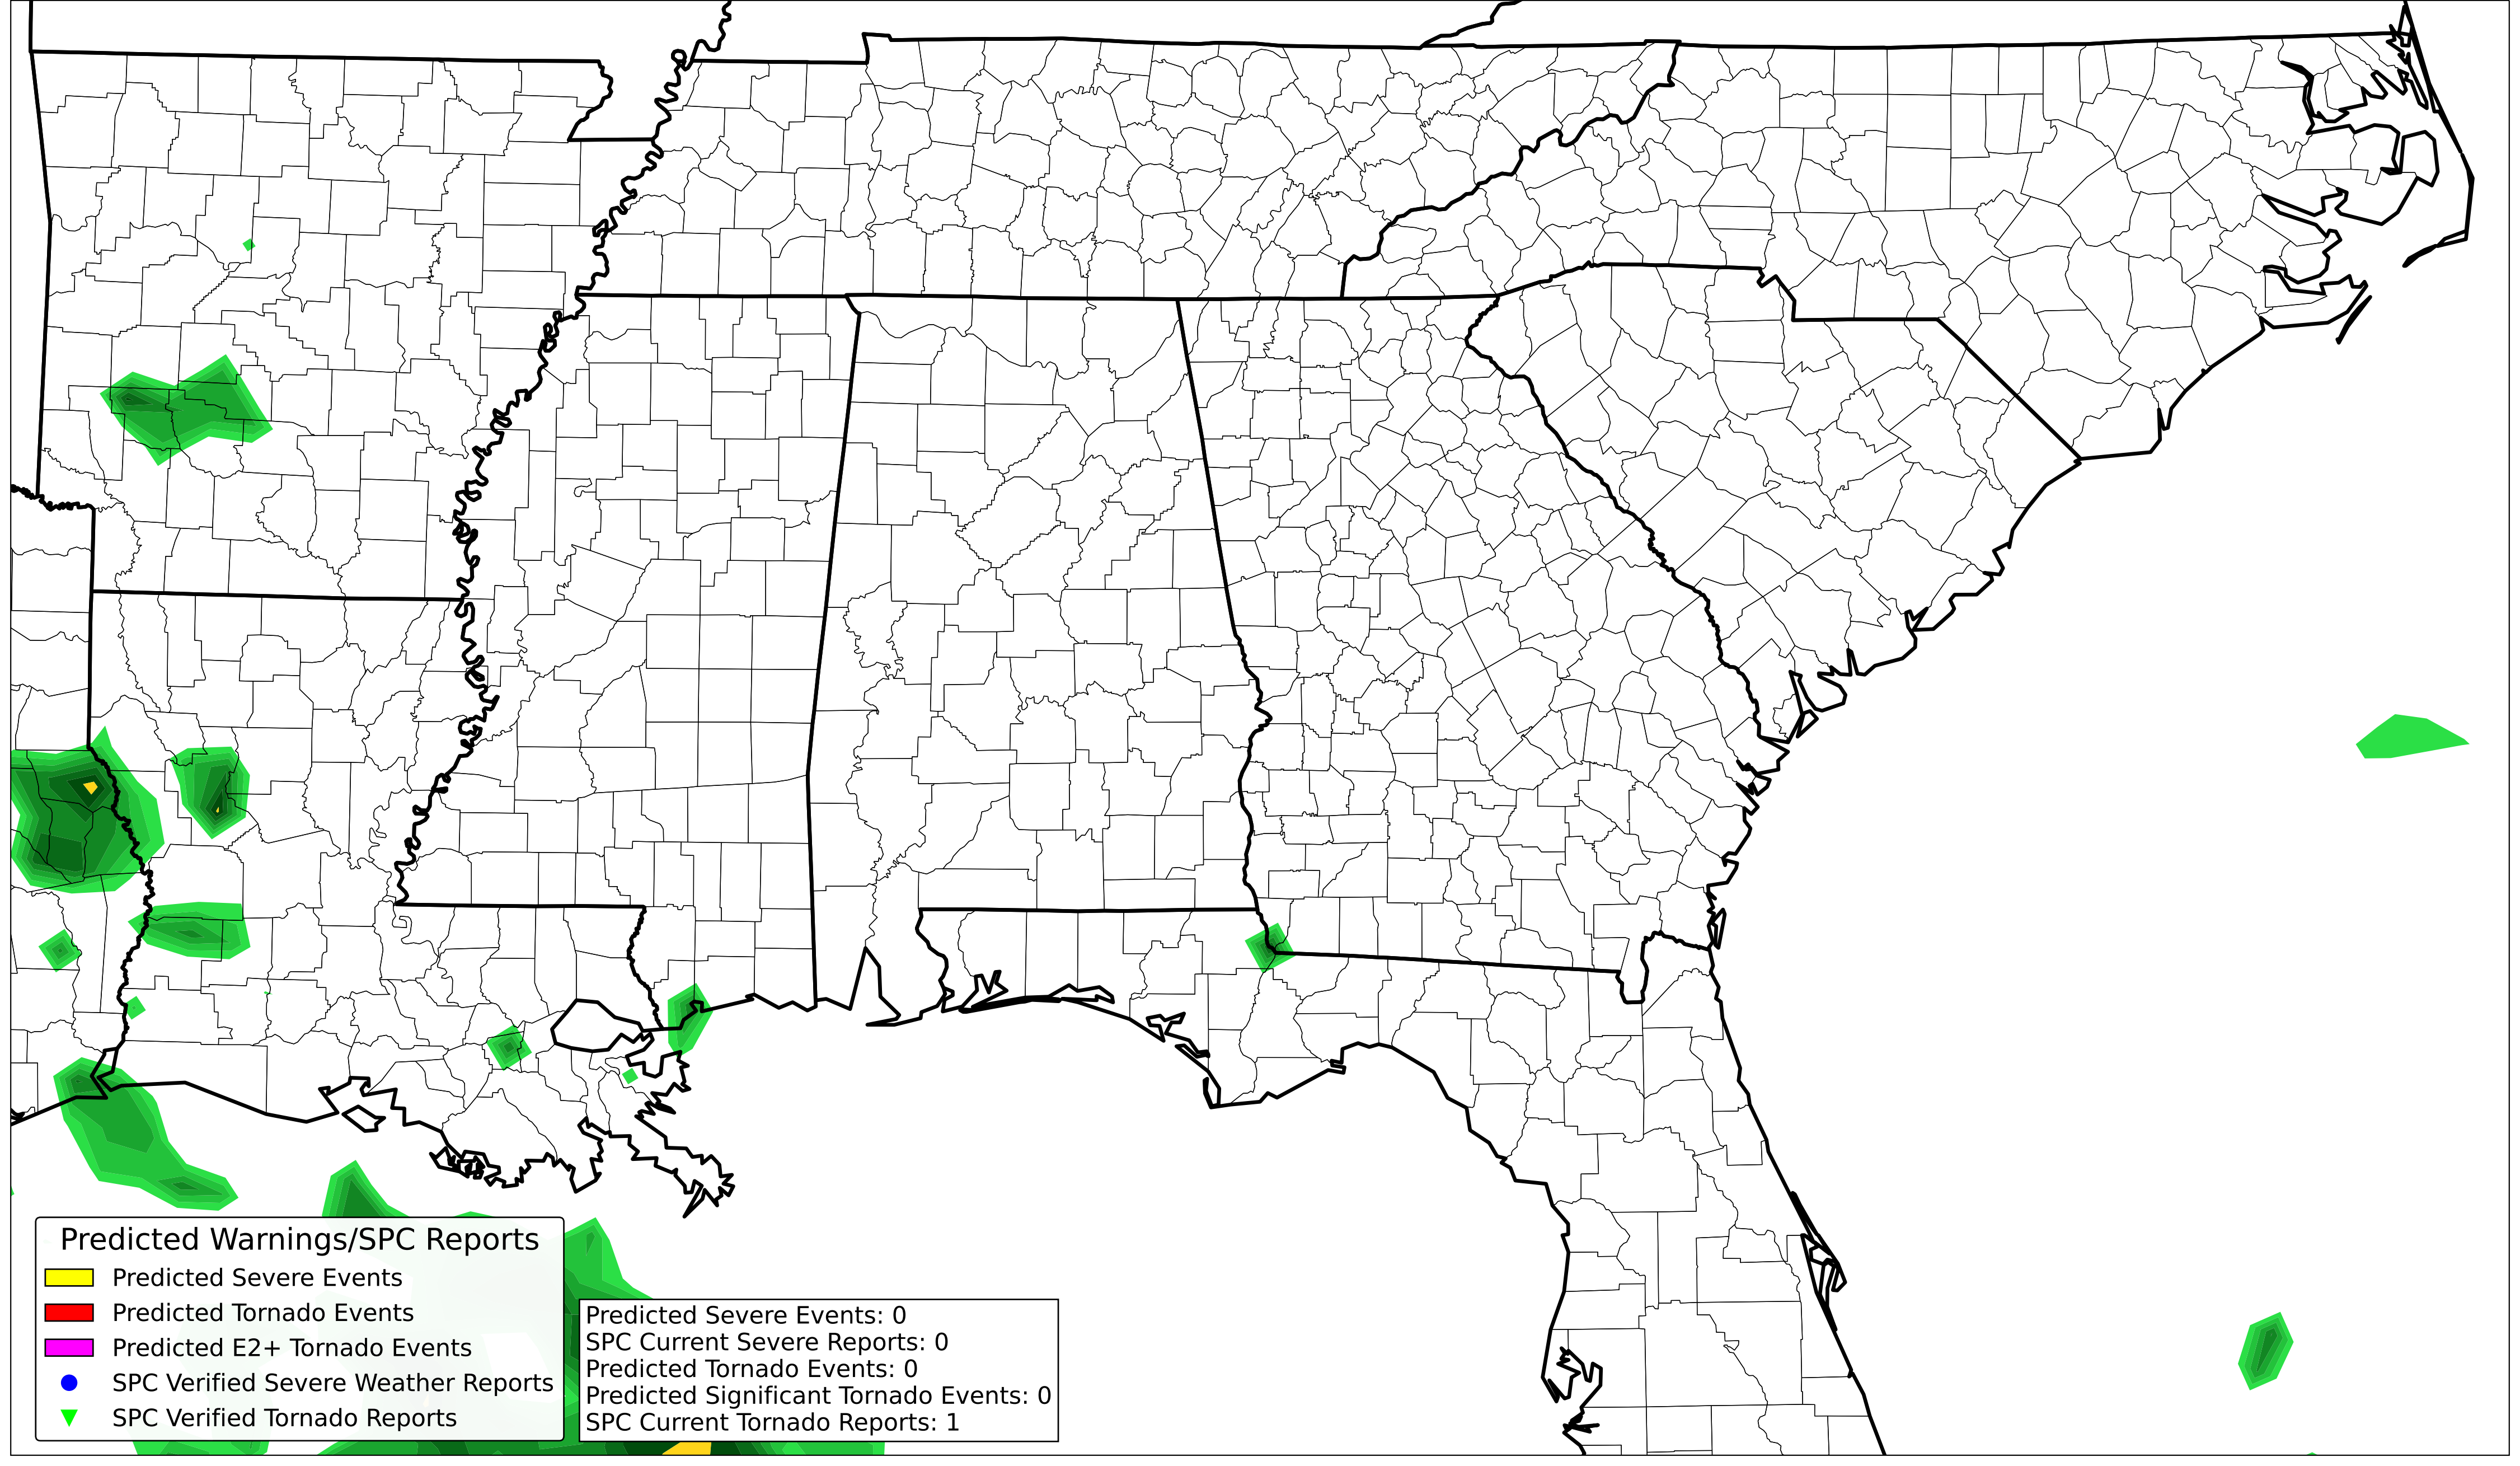 Predicted Warnings/SPC Reports
Predicted Severe Events
Predicted Tornado Events
Predicted E2+ Tornado Events
SPC Verified Severe Weather Reports
SPC Verified Tornado Reports
Predicted Severe Events: 0
SPC Current Severe Reports: 0
Predicted Tornado Events: 0
Predicted Significant Tornado Events: 0
SPC Current Tornado Reports: 1